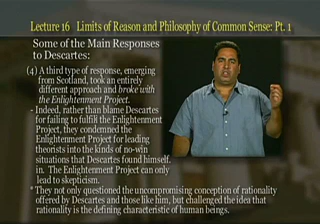 Lecture 16 Limits of Reason and Philosophy of Common Sense: Pt. 1
Some of the Main Responses
to Descartes:
(4) A third type of response, emerging
from Scotland, took an entirely
different approach and broke with
the Enlightenment Project.
- Indeed, rather than blame Descartes
for failing to fulfill the Enlightenment
Project, they condemned the
Enlightenment Project for leading
theorists into the kinds of no-win
situations that Descartes found himself.
in. The Enlightenment Project can only
lead to skepticism.
* They not only questioned the uncompromising conception of rationality
offered by Descartes and those like him, but challenged the idea that
rationality is the defining characteristic of human beings.